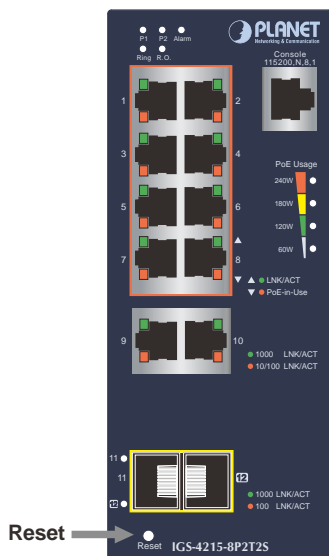 P1 P2 Alarm
Ring R.O.
PLANET
Networking & Communication
Console
115200,N,8,1
1 2
3 4
5 6
7 8
PoE Usage
240W
180W
120W
60W
▲ LNK/ACT
▼ PoE-in-Use
9 10
1000 LNK/ACT
10/100 LNK/ACT
11
11 12
12
1000 LNK/ACT
100 LNK/ACT
Reset
Reset
IGS-4215-8P2T2S